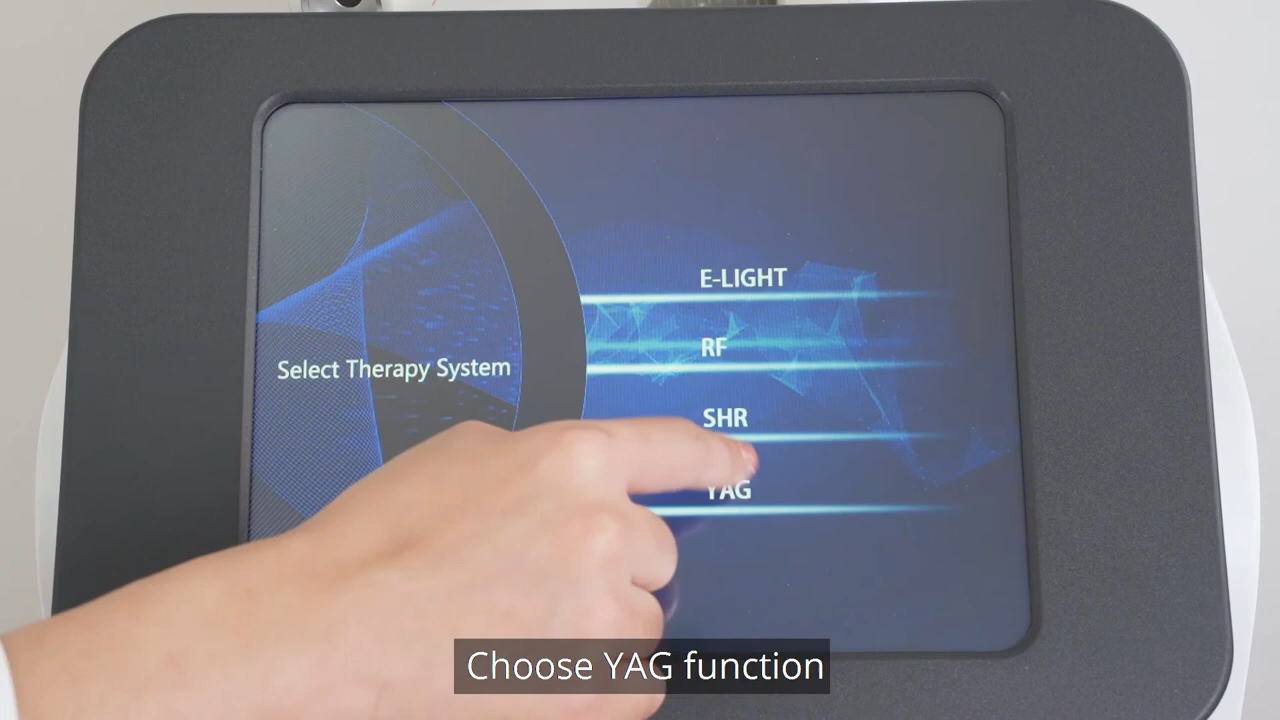 E-LIGHT
RF
Select Therapy System
SHR
YAG
Choose YAG function